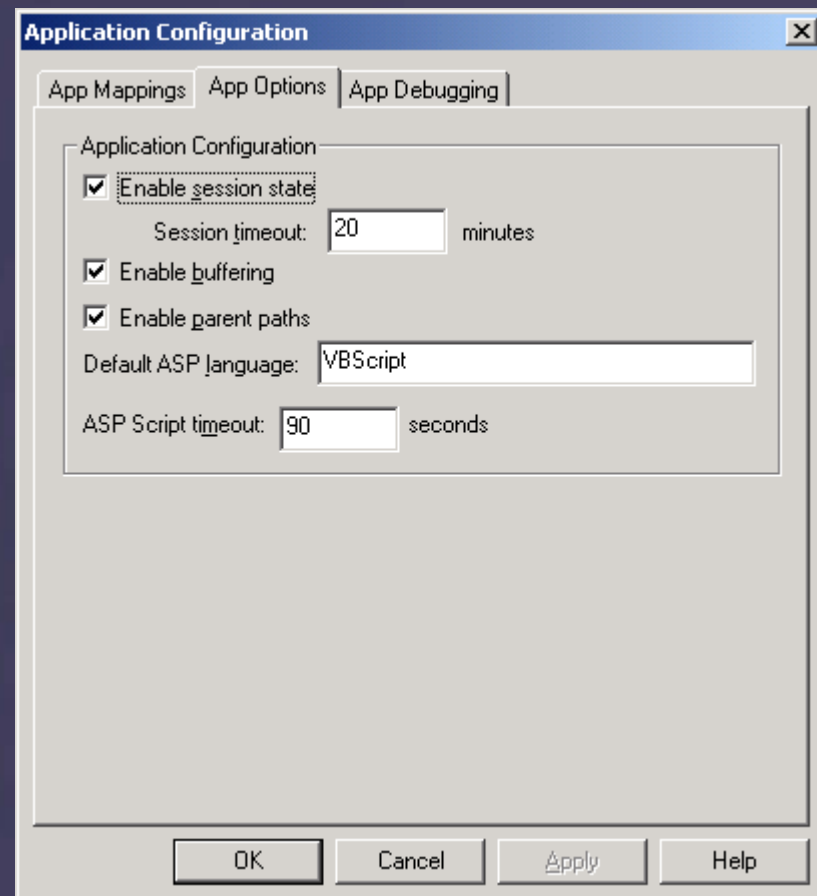 Application Configuration
App Mappings App Options App Debugging
Application Configuration
Enable session state
Session timeout: 20 minutes
Enable buffering
Enable parent paths
Default ASP language: VBScript
ASP Script timeout: 90 seconds
OK Cancel Apply Help